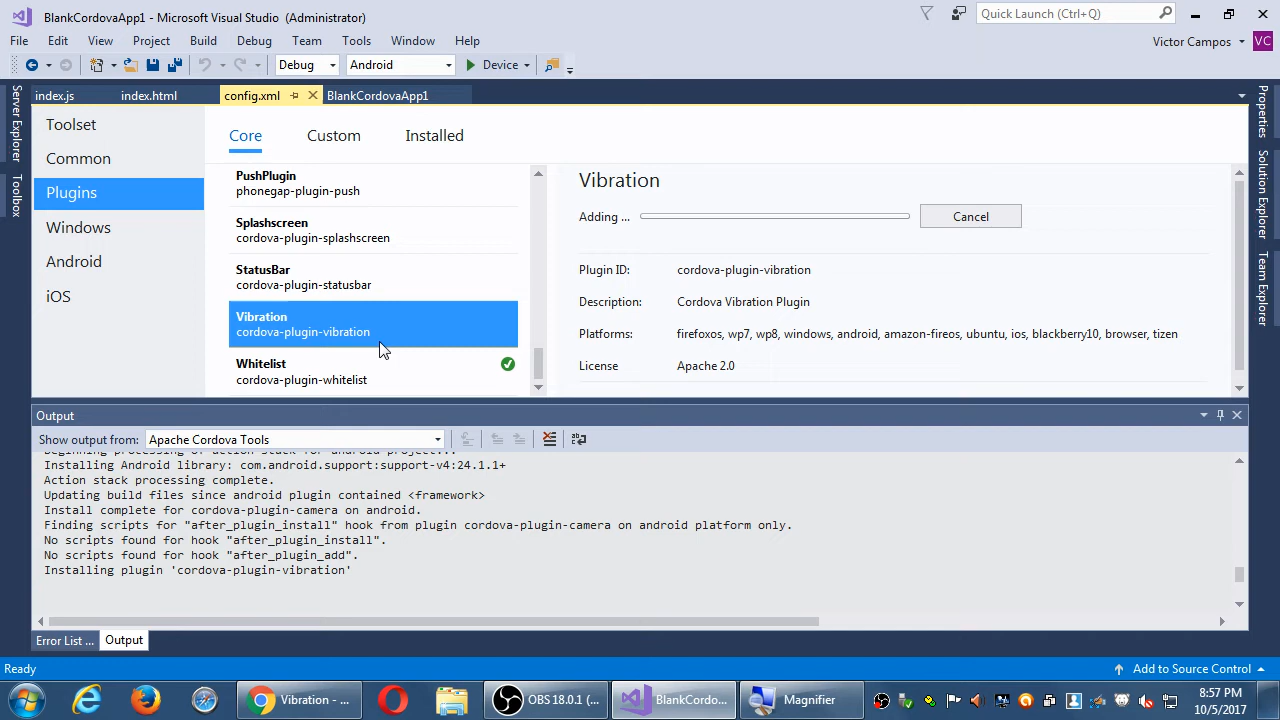 BlankCordovaApp1 - Microsoft Visual Studio (Administrator)
Quick Launch (Ctrl+Q)
File Edit View Project Build Debug Team Tools Window Help
Victor Campos VC
Debug Android Device
index.js index.html config.xml BlankCordovaApp1
Server Explorer
Toolbox
Properties
Solution Explorer
Team Explorer
Toolset
Common
Plugins
Windows
Android
iOS
Core Custom Installed
PushPlugin
phonegap-plugin-push
Splashscreen
cordova-plugin-splashscreen
StatusBar
cordova-plugin-statusbar
Vibration
cordova-plugin-vibration
Whitelist
cordova-plugin-whitelist
Vibration
Adding ... Cancel
Plugin ID: cordova-plugin-vibration
Description: Cordova Vibration Plugin
Platforms: firefoxos, wp7, wp8, windows, android, amazon-fireos, ubuntu, ios, blackberry10, browser, tizen
License Apache 2.0
Output
Show output from: Apache Cordova Tools
Beginning processing of action stack for android project...
Installing Android library: com.android.support:support-v4:24.1.1+
Action stack processing complete.
Updating build files since android plugin contained <framework>
Install complete for cordova-plugin-camera on android.
Finding scripts for "after_plugin_install" hook from plugin cordova-plugin-camera on android platform only.
No scripts found for hook "after_plugin_install".
No scripts found for hook "after_plugin_add".
Installing plugin 'cordova-plugin-vibration'
Error List ... Output
Ready
Add to Source Control
Vibration - ...
OBS 18.0.1 (...
BlankCordo...
Magnifier
8:57 PM
10/5/2017